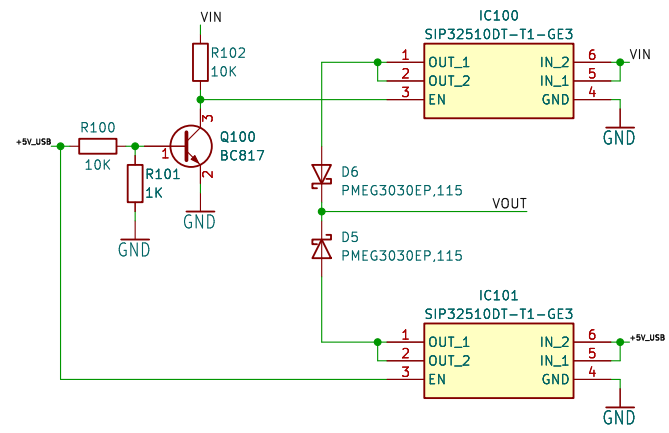 IC100
SIP32510DT-T1-GE3
VIN
R102
10K
1 OUT_1 IN_2 6 VIN
2 OUT_2 IN_1 5
3 EN GND 4
GND
3
Q100
BC817
1
2
R100
10K
+5V_USB
R101
1K
GND
GND
D6
PMEG3030EP,115
VOUT
D5
PMEG3030EP,115
IC101
SIP32510DT-T1-GE3
1 OUT_1 IN_2 6 +5V_USB
2 OUT_2 IN_1 5
3 EN GND 4
GND